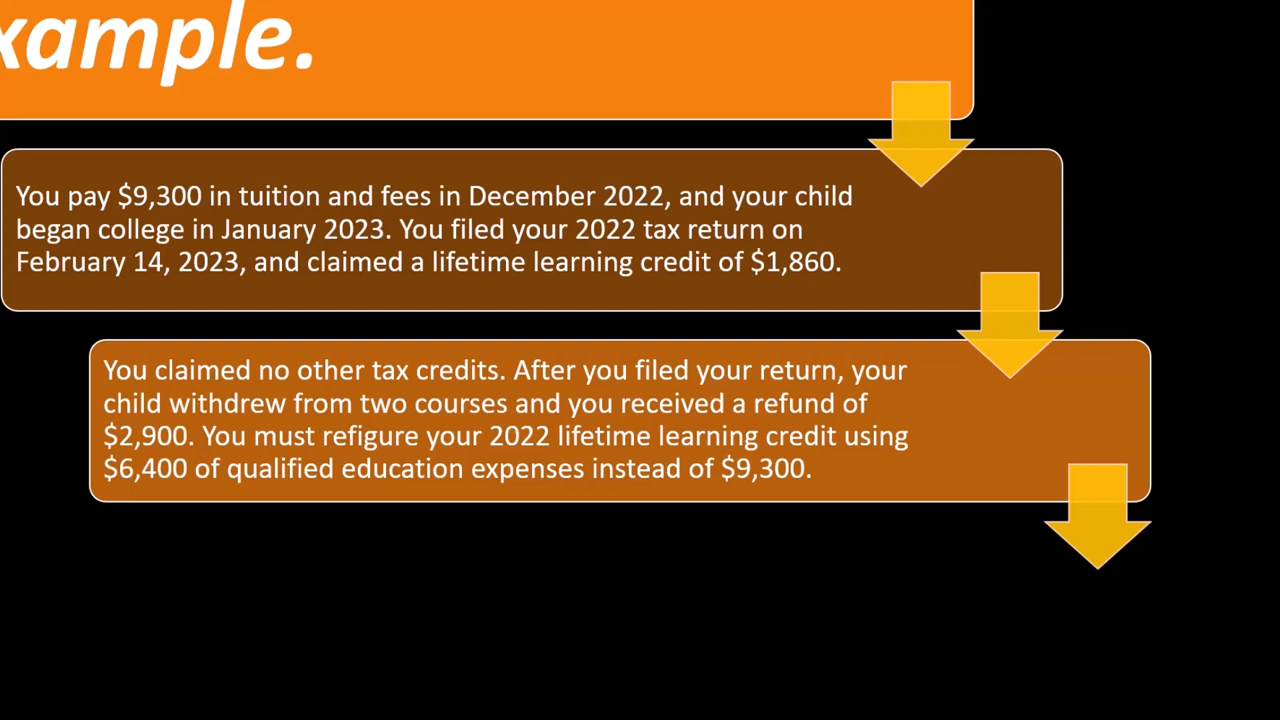 xample.
You pay $9,300 in tuition and fees in December 2022, and your child
began college in January 2023. You filed your 2022 tax return on
February 14, 2023, and claimed a lifetime learning credit of $1,860.
You claimed no other tax credits. After you filed your return, your
child withdrew from two courses and you received a refund of
$2,900. You must refigure your 2022 lifetime learning credit using
$6,400 of qualified education expenses instead of $9,300.